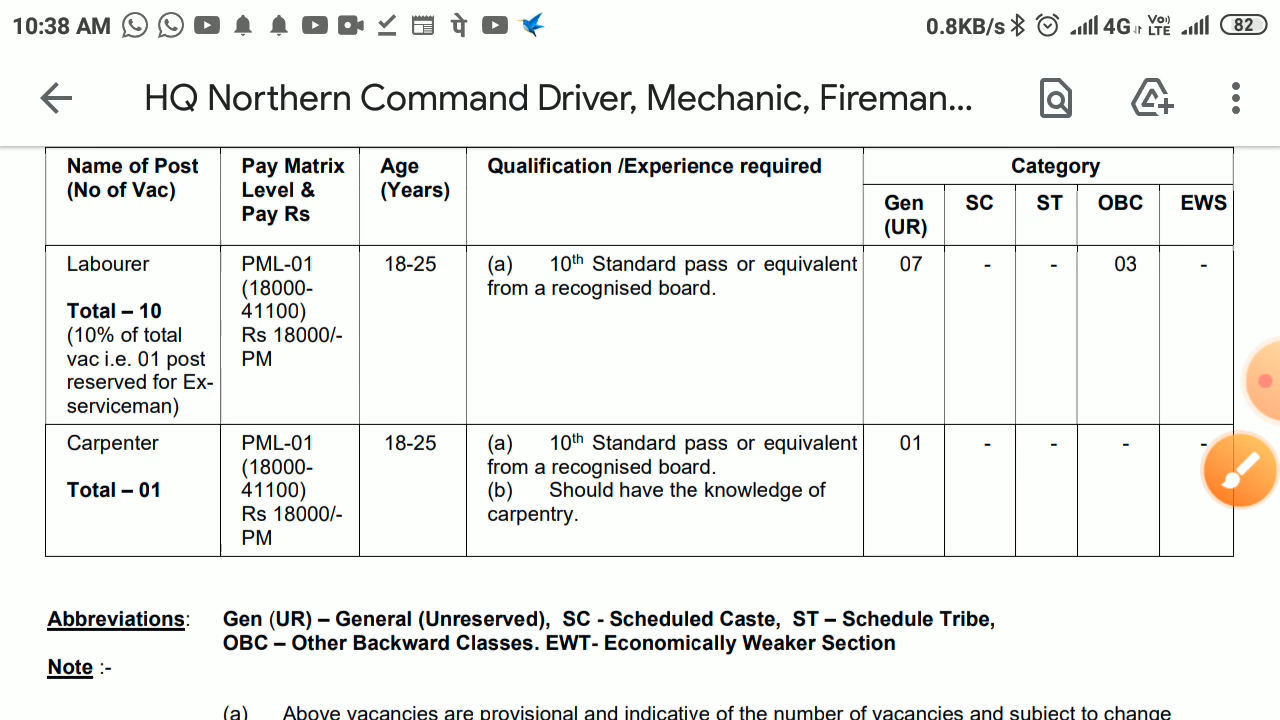 10:38 AM 0.8KB/s 4G Vo)) LTE 82
HQ Northern Command Driver, Mechanic, Fireman...
Name of Post (No of Vac)
Pay Matrix Level & Pay Rs
Age (Years)
Qualification /Experience required
Category
Gen (UR)
SC
ST
OBC
EWS
Labourer
Total – 10
(10% of total
vac i.e. 01 post
reserved for Ex-
serviceman)
PML-01
(18000-
41100)
Rs 18000/-
PM
18-25
(a) 10th Standard pass or equivalent
from a recognised board.
07 - - 03 -
Carpenter
Total – 01
PML-01
(18000-
41100)
Rs 18000/-
PM
18-25
(a) 10th Standard pass or equivalent
from a recognised board.
(b) Should have the knowledge of
carpentry.
01 - - - -
Abbreviations: Gen (UR) – General (Unreserved), SC - Scheduled Caste, ST – Schedule Tribe,
OBC – Other Backward Classes. EWT- Economically Weaker Section
Note :-
(a) Above vacancies are provisional and indicative of the number of vacancies and subject to change